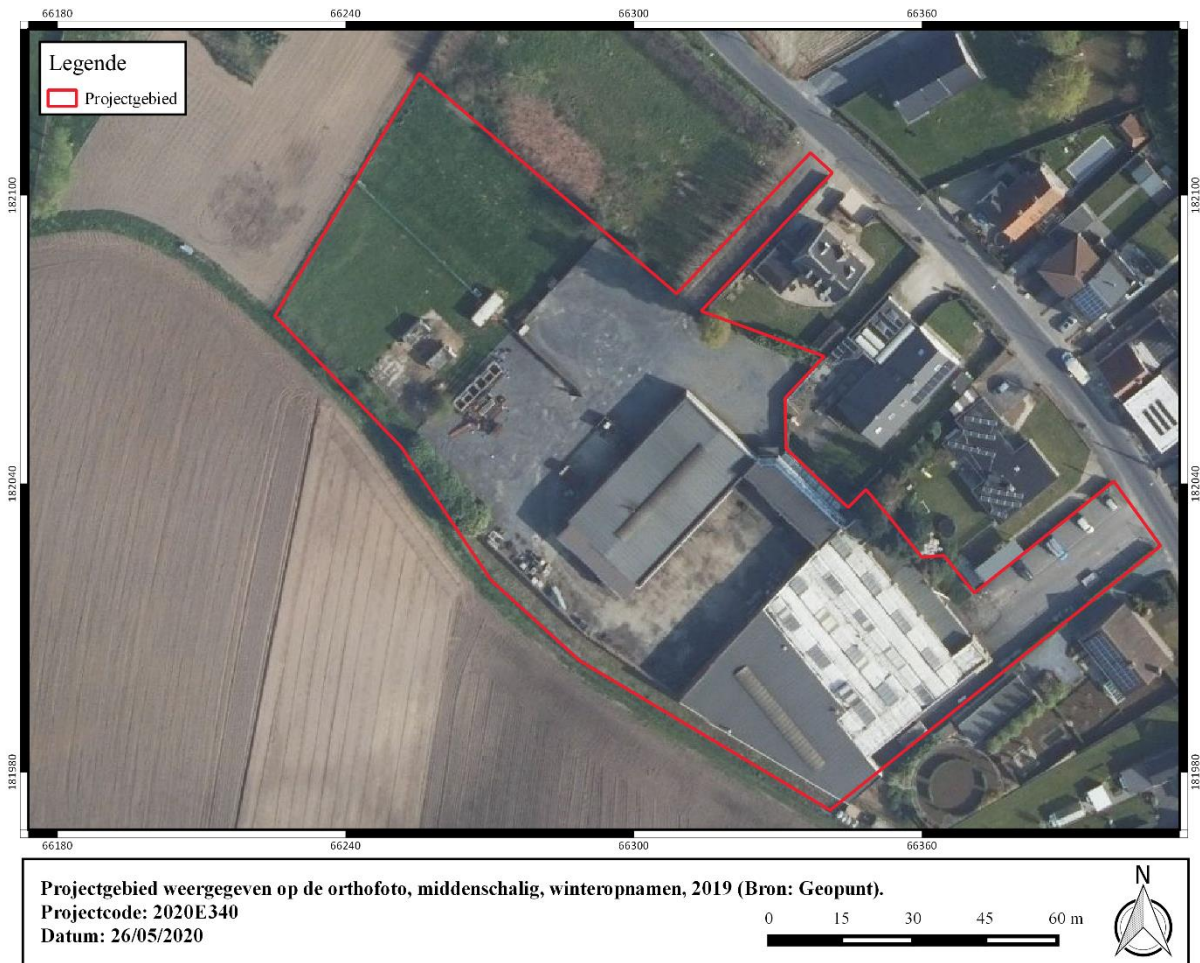 66180 66240 66300 66360
Legende
Projectgebied
182100 182100
182040 182040
181980 181980
66180 66240 66300 66360
Projectgebied weergegeven op de orthofoto, middenschalig, winteropnamen, 2019 (Bron: Geopunt).
Projectcode: 2020E340
Datum: 26/05/2020
0 15 30 45 60 m
N